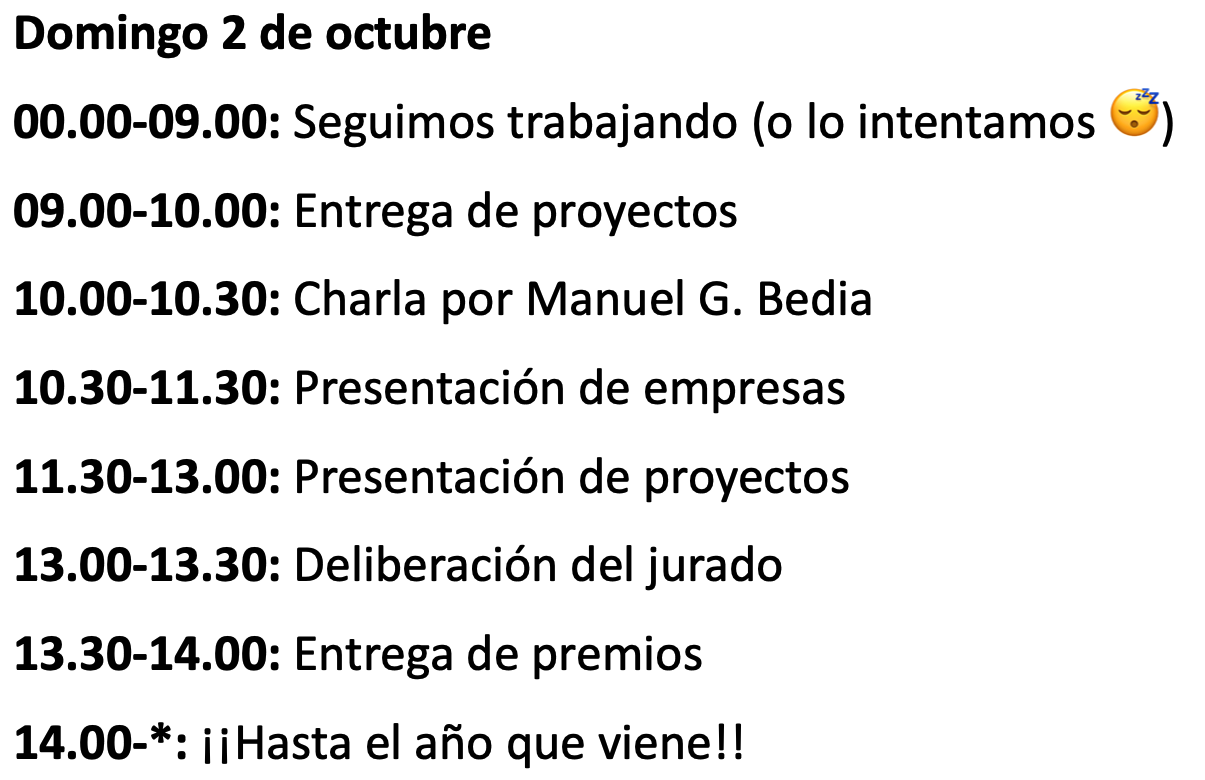 Domingo 2 de octubre
00.00-09.00: Seguimos trabajando (o lo intentamos 😴)
09.00-10.00: Entrega de proyectos
10.00-10.30: Charla por Manuel G. Bedia
10.30-11.30: Presentación de empresas
11.30-13.00: Presentación de proyectos
13.00-13.30: Deliberación del jurado
13.30-14.00: Entrega de premios
14.00-*: ¡¡Hasta el año que viene!!